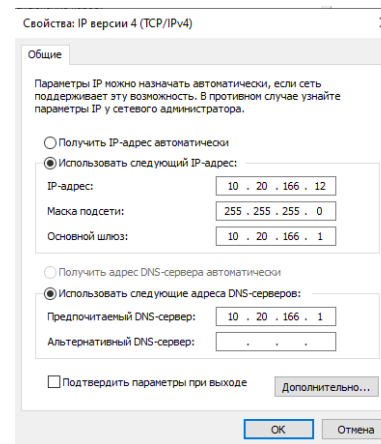 Свойства: IP версии 4 (TCP/IPv4)
Общие
Параметры IP можно назначать автоматически, если сеть
поддерживает эту возможность. В противном случае узнайте
параметры IP у сетевого администратора.
Получить IP-адрес автоматически
Использовать следующий IP-адрес:
IP-адрес: 10 . 20 . 166 . 12
Маска подсети: 255 . 255 . 255 . 0
Основной шлюз: 10 . 20 . 166 . 1
Получить адрес DNS-сервера автоматически
Использовать следующие адреса DNS-серверов:
Предпочитаемый DNS-сервер: 10 . 20 . 166 . 1
Альтернативный DNS-сервер: . . .
Подтвердить параметры при выходе
Дополнительно...
ОК Отмена